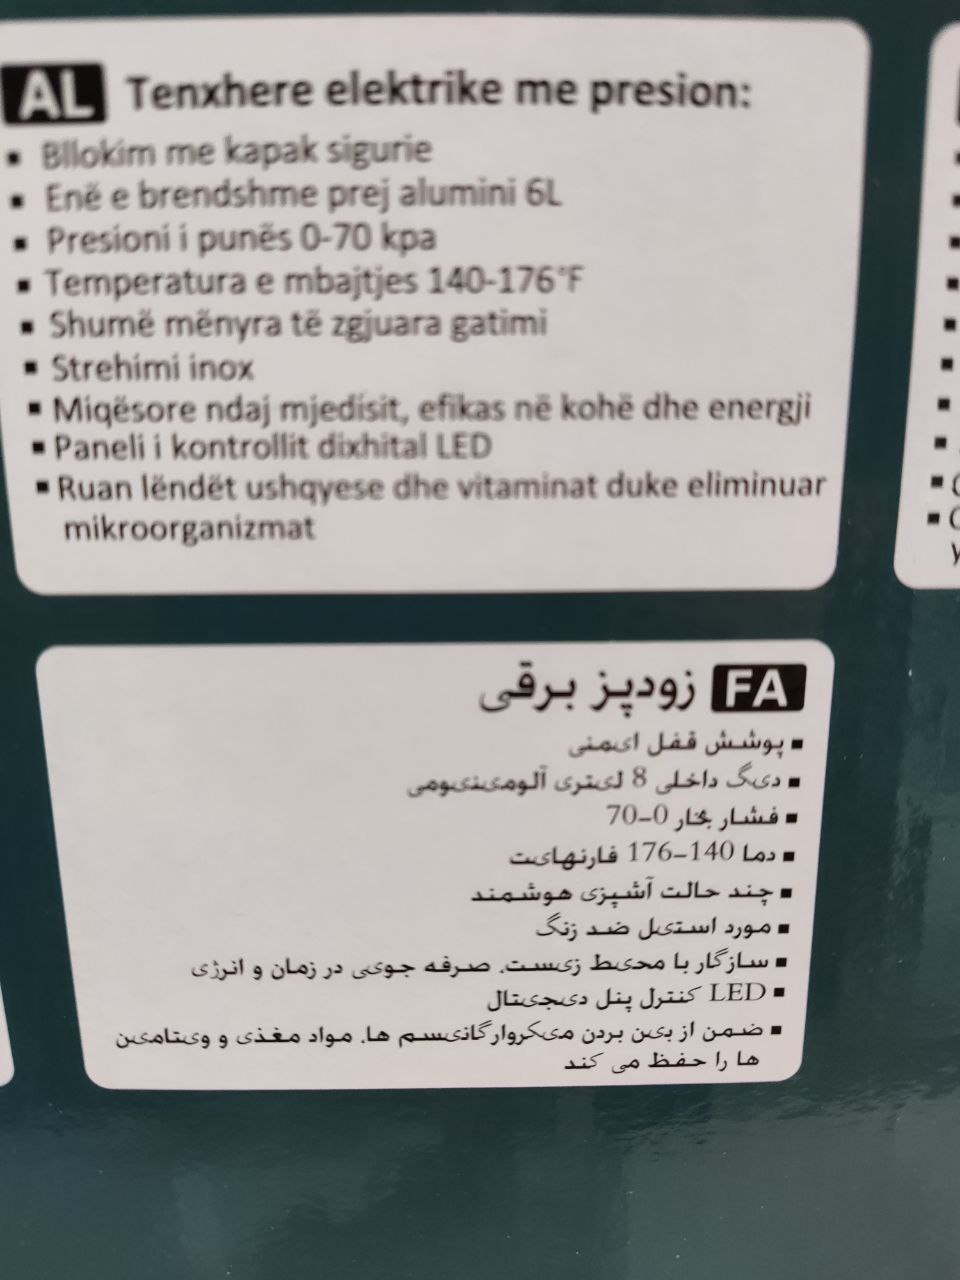 AL Tenxhere elektrike me presion:
▪ Bllokim me kapak sigurie
▪ Enë e brendshme prej alumini 6L
▪ Presioni i punës 0-70 kpa
▪ Temperatura e mbajtjes 140-176°F
▪ Shumë mënyra të zgjuara gatimi
▪ Strehimi inox
▪ Miqësore ndaj mjedisit, efikas në kohë dhe energji
▪ Paneli i kontrollit dixhital LED
▪ Ruan lëndët ushqyese dhe vitaminat duke eliminuar
mikroorganizmat
FA زودپز برقی
▪ پوشش قفل ایمنی
▪ دیگ داخلی 8 لیتری آلومینیومی
▪ فشار بخار 0-70
▪ دما 140-176 فارنهایت
▪ چند حالت آشپزی هوشمند
▪ مورد استیل ضد زنگ
▪ سازگار با محیط زیست. صرفه جویی در زمان و انرژی
▪ LED کنترل پنل دیجیتال
▪ ضمن از بین بردن میکروارگانیسم ها. مواد مغذی و ویتامین
ها را حفظ می کند